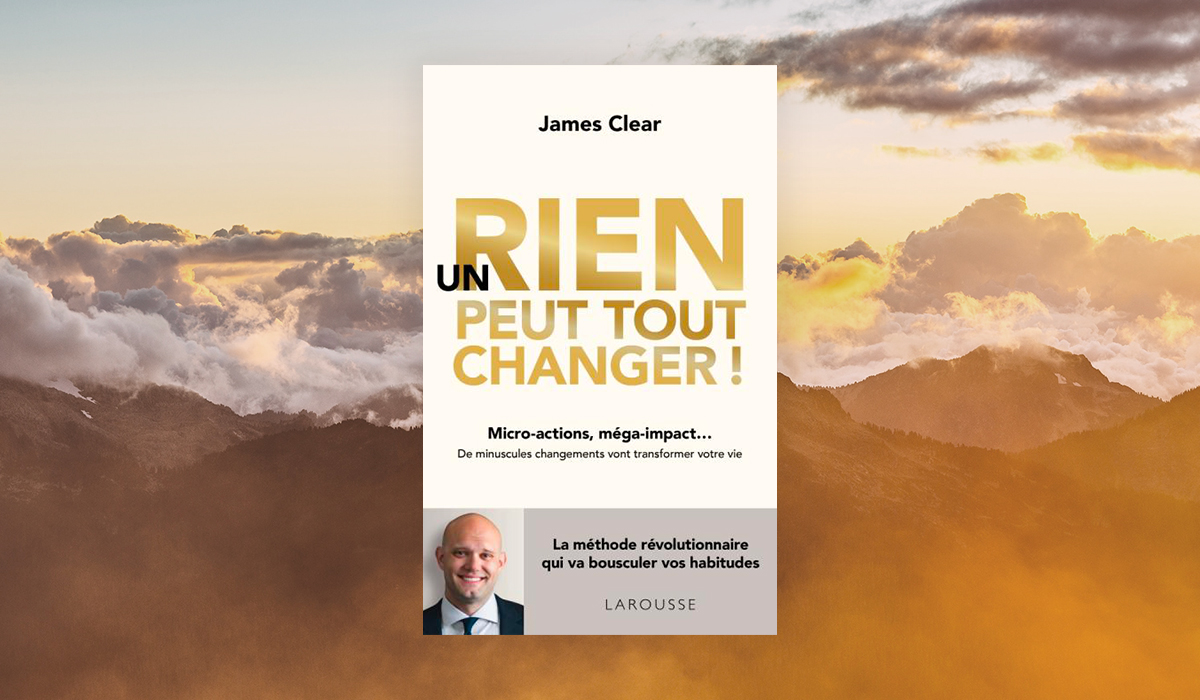 James Clear
UN RIEN
PEUT TOUT
CHANGER !
Micro-actions, méga-impact…
De minuscules changements vont transformer votre vie
La méthode révolutionnaire
qui va bousculer vos habitudes
LAROUSSE